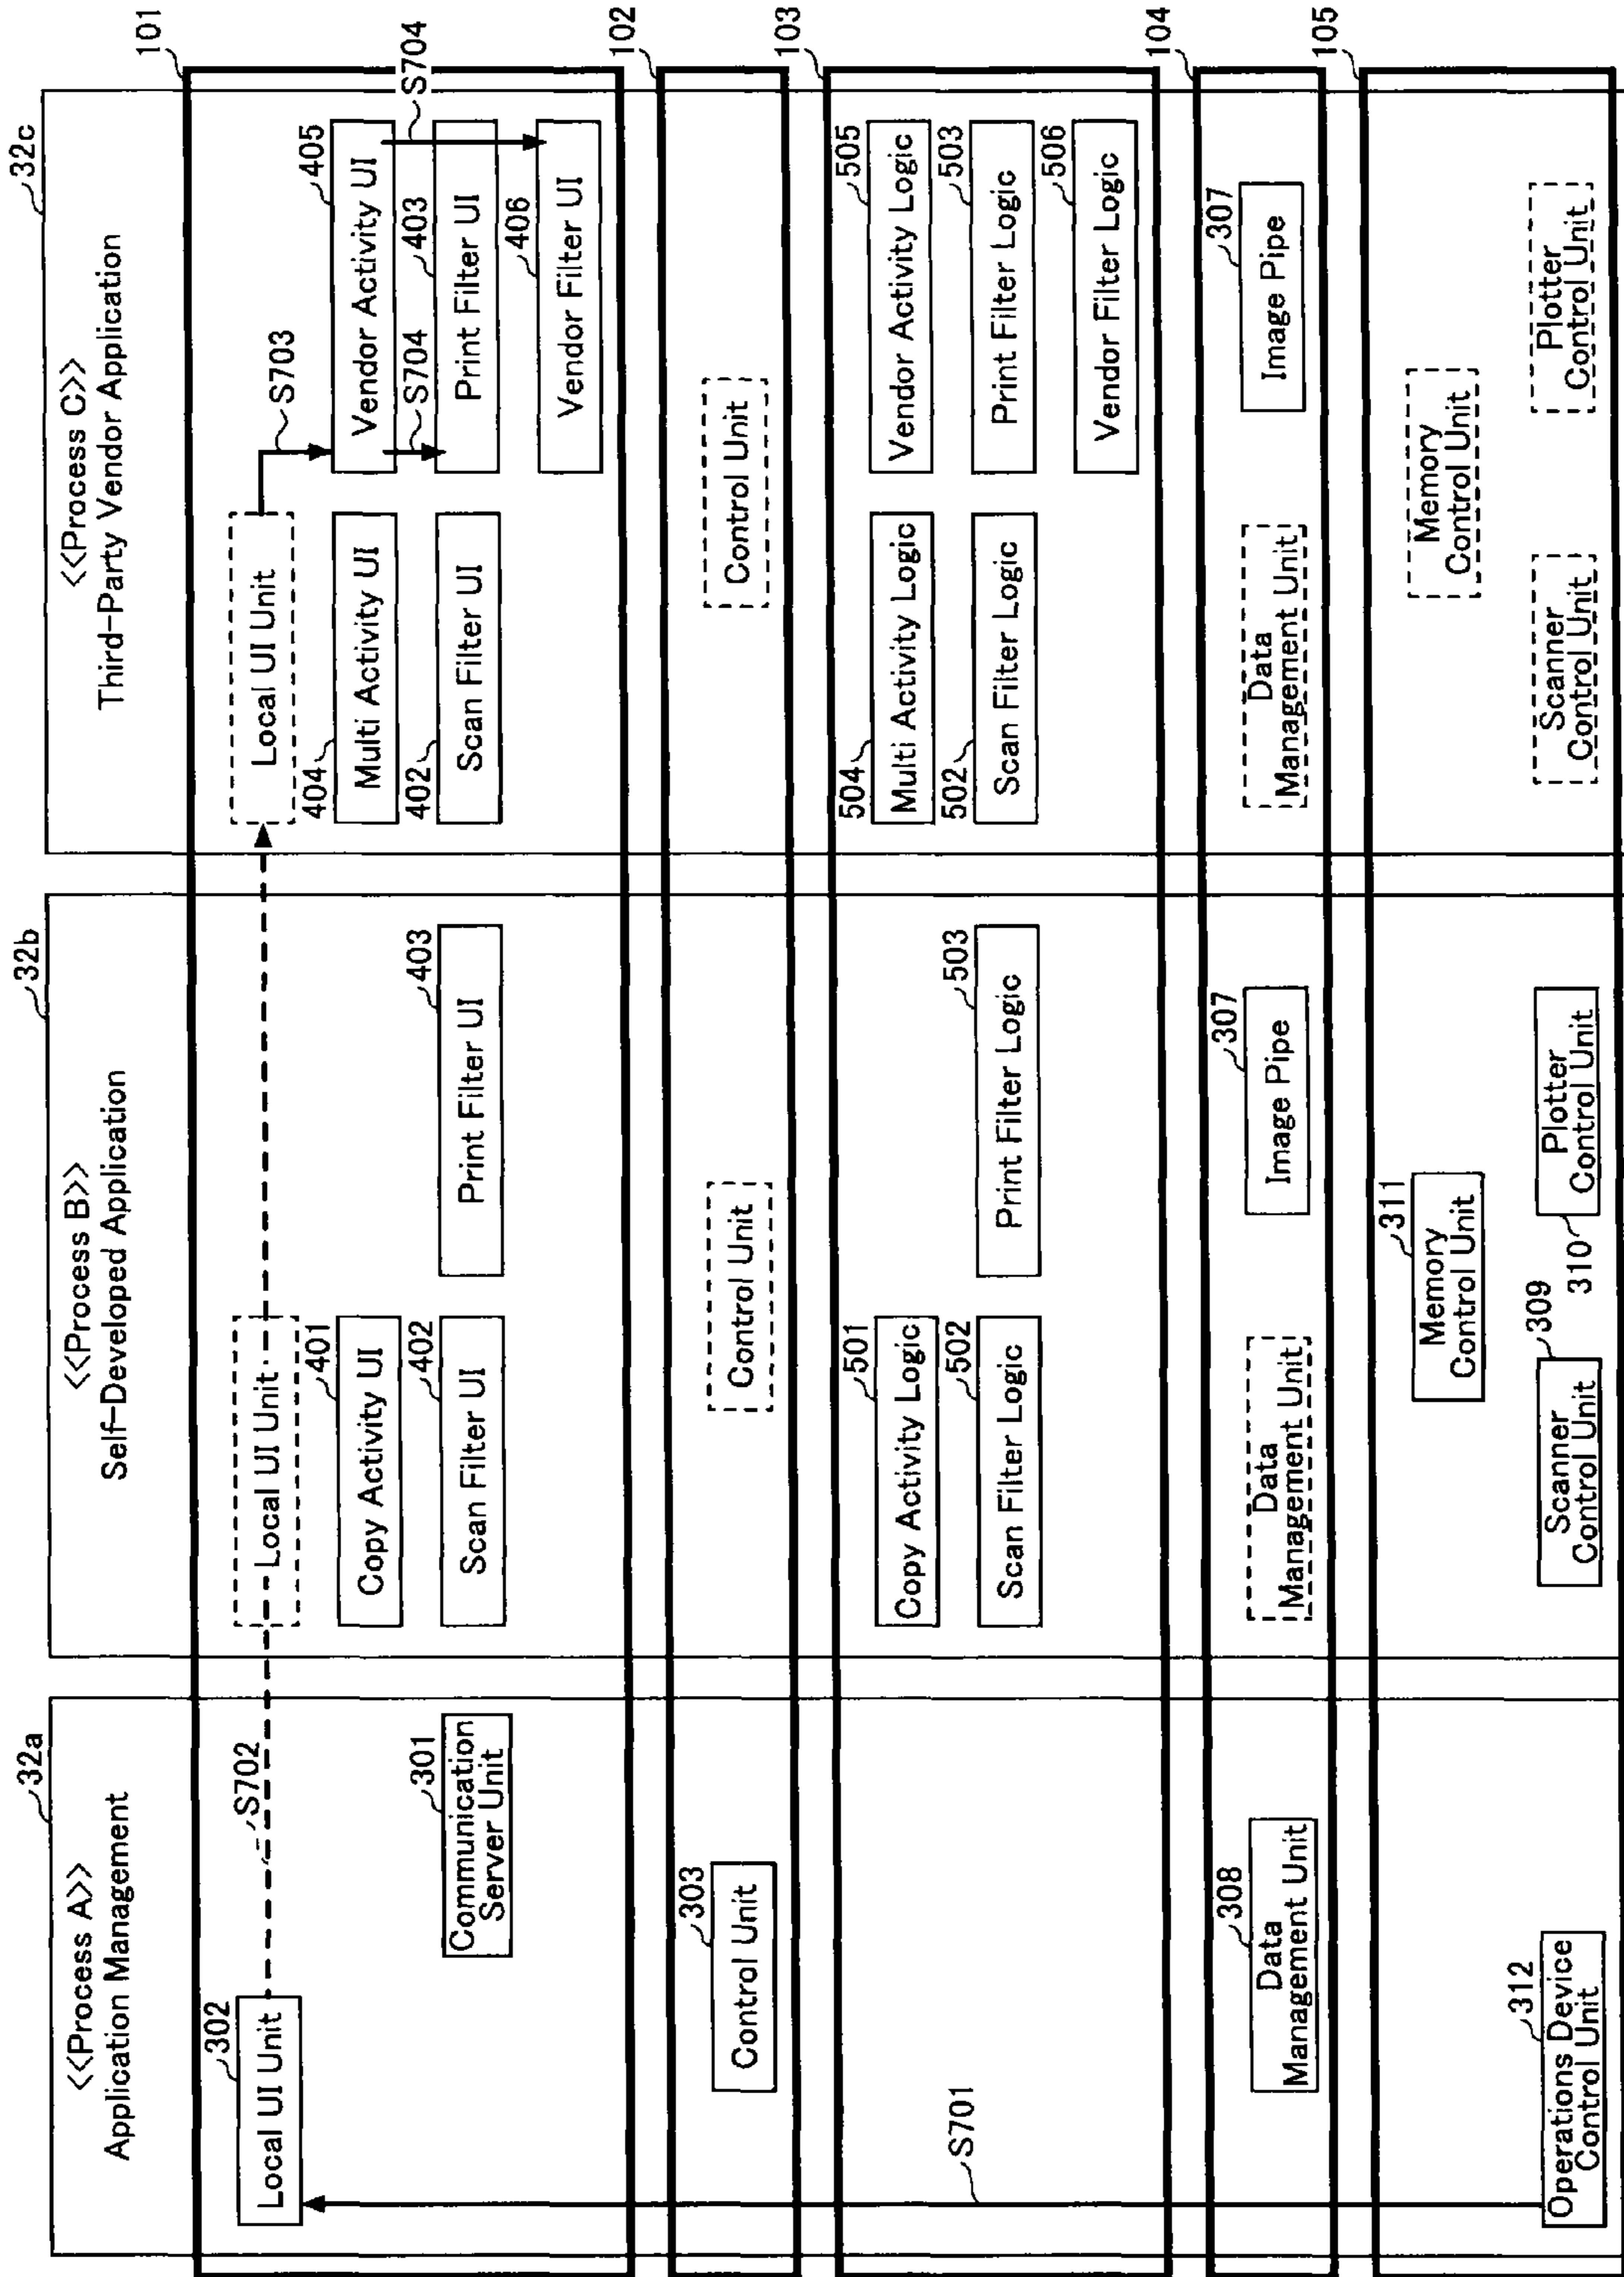 32a
<<Process A>>
Application Management
32b
<<Process B>>
Self-Developed Application
32c
<<Process C>>
Third-Party Vendor Application
101
302
Local UI Unit
S702
Communication
Server Unit
301
Local UI Unit
401
Copy Activity UI
402
Scan Filter UI
403
Print Filter UI
Local UI Unit
S703
404
Multi Activity UI
402
Scan Filter UI
405
Vendor Activity UI
S704
S704
403
Print Filter UI
406
Vendor Filter UI
102
303
Control Unit
Control Unit
Control Unit
103
S701
501
Copy Activity Logic
502
Scan Filter Logic
503
Print Filter Logic
504
Multi Activity Logic
502
Scan Filter Logic
505
Vendor Activity Logic
503
Print Filter Logic
506
Vendor Filter Logic
104
308
Data
Management Unit
Data
Management Unit
307
Image Pipe
Data
Management Unit
307
Image Pipe
105
312
Operations Device
Control Unit
311
Memory
Control Unit
309
Scanner
Control Unit
310
Plotter
Control Unit
Memory
Control Unit
Scanner
Control Unit
Plotter
Control Unit